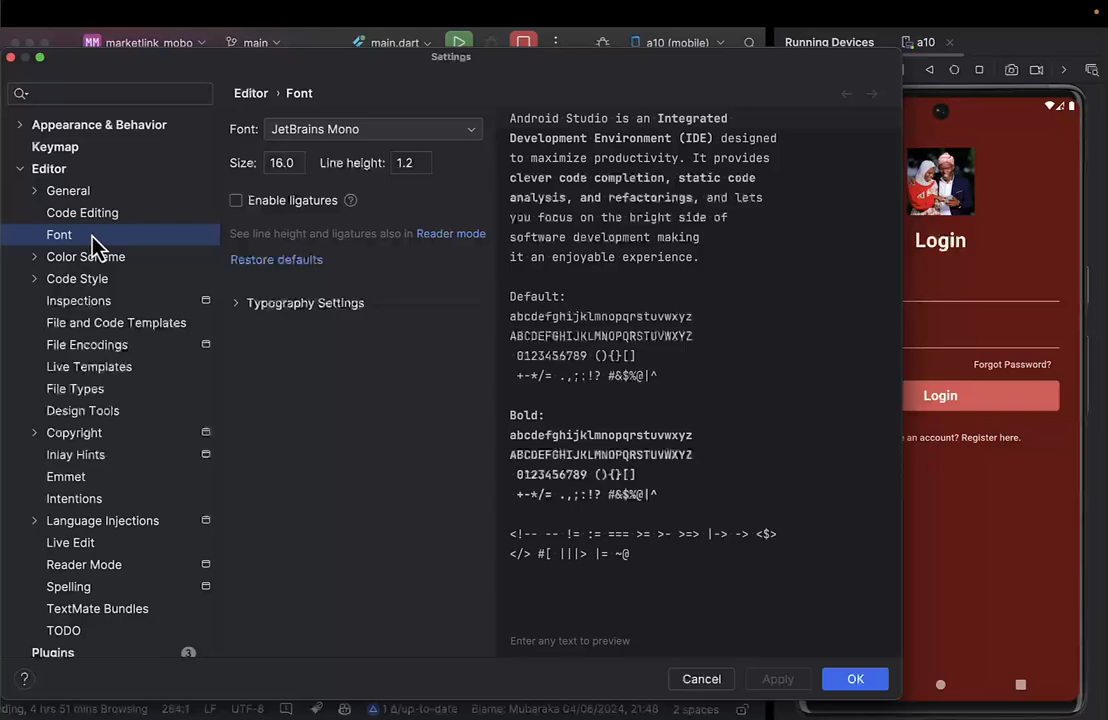 marketlink_mobo
main
main.dart
a10 (mobile)
Running Devices
a10
Settings
Editor › Font
Appearance & Behavior
Keymap
Editor
General
Code Editing
Font
Color Scheme
Code Style
Inspections
File and Code Templates
File Encodings
Live Templates
File Types
Design Tools
Copyright
Inlay Hints
Emmet
Intentions
Language Injections
Live Edit
Reader Mode
Spelling
TextMate Bundles
TODO
Plugins 3
Font: JetBrains Mono
Size: 16.0 Line height: 1.2
Enable ligatures ?
See line height and ligatures also in Reader mode
Restore defaults
Typography Settings
Android Studio is an Integrated
Development Environment (IDE) designed
to maximize productivity. It provides
clever code completion, static code
analysis, and refactorings, and lets
you focus on the bright side of
software development making
it an enjoyable experience.
Default:
abcdefghijklmnopqrstuvwxyz
ABCDEFGHIJKLMNOPQRSTUVWXYZ
0123456789 (){}[]
+-*/= .,;:!? #&$%@|^
Bold:
abcdefghijklmnopqrstuvwxyz
ABCDEFGHIJKLMNOPQRSTUVWXYZ
0123456789 (){}[]
+-*/= .,;:!? #&$%@|^
<!-- -- != := === >= >- >=> |-> -> <$>
</> #[ |||> |= ~@
Enter any text to preview
? Cancel Apply OK
Login
Forgot Password?
Login
an account? Register here.
ding, 4 hrs 51 mins Browsing 284:1 LF UTF-8 1 Δ/up-to-date Blame: Mubaraka 04/06/2024, 21:48 2 spaces